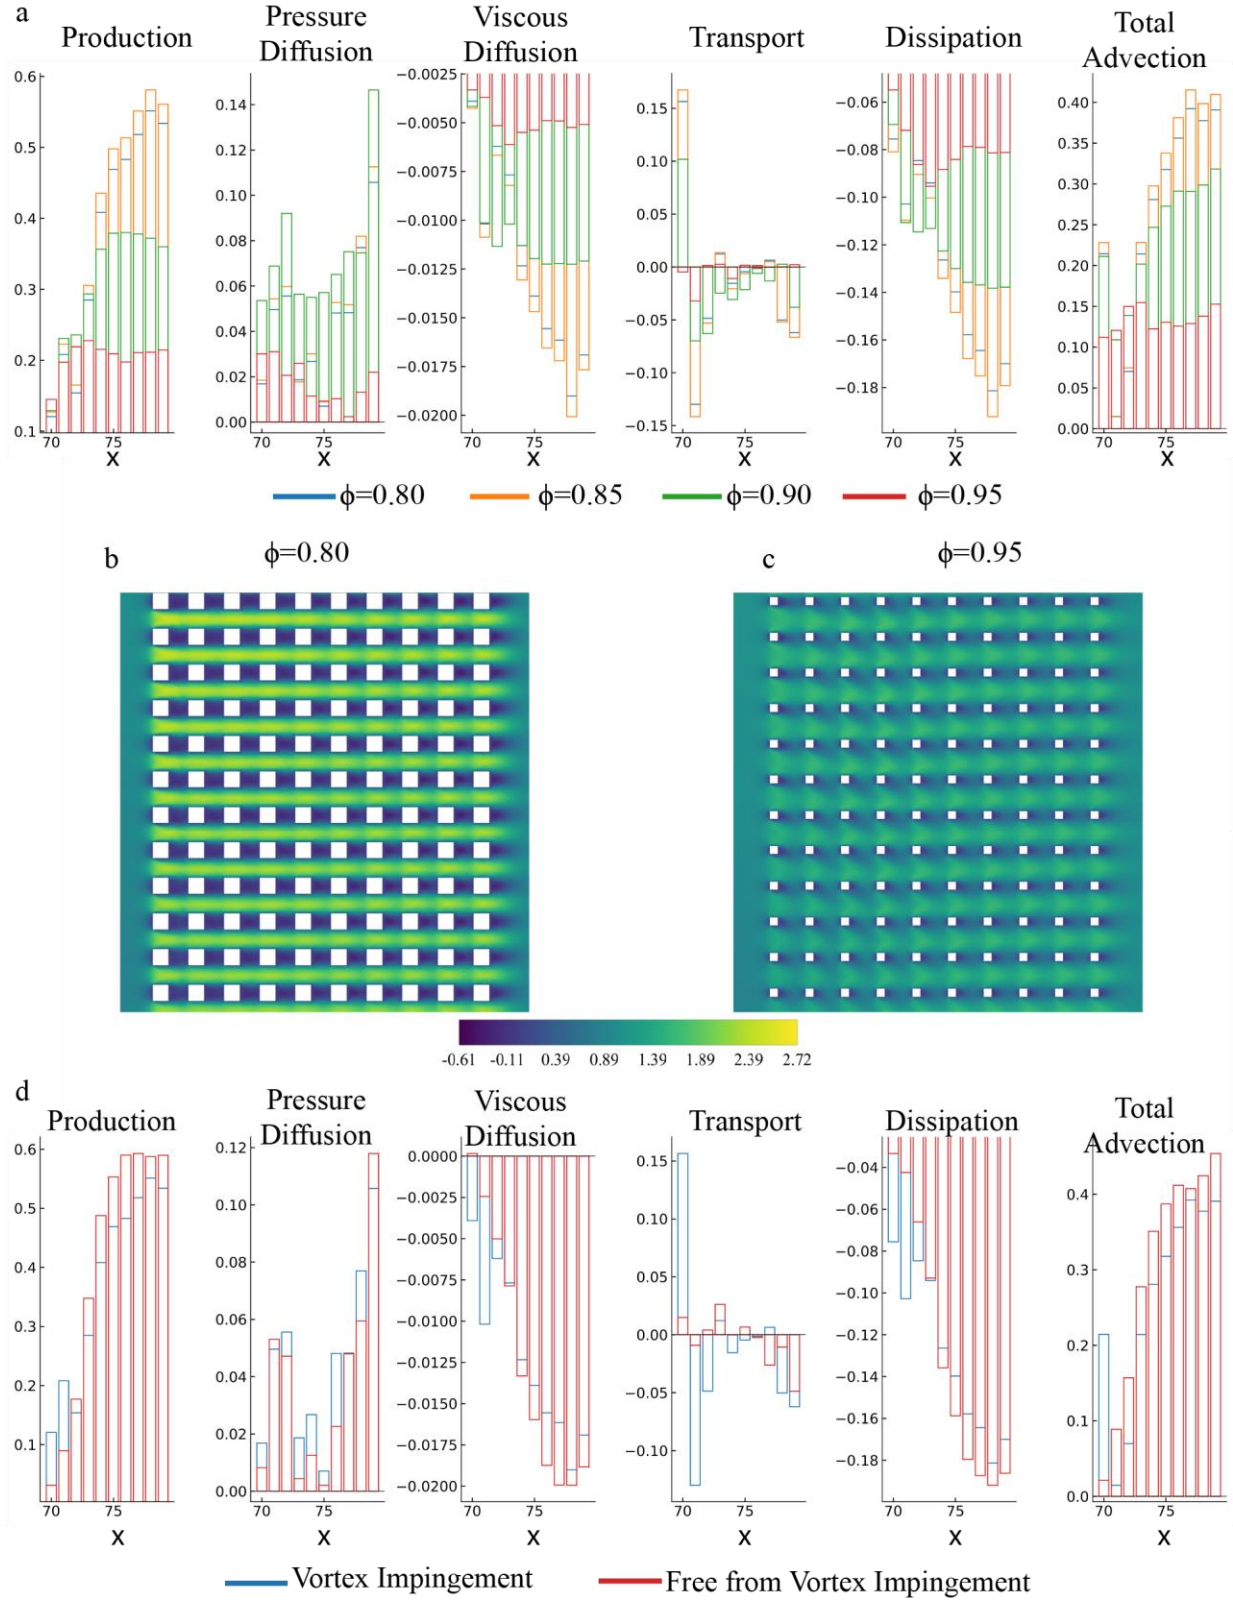 a
Production
Pressure
Diffusion
Viscous
Diffusion
Transport
Dissipation
Total
Advection
0.6
0.5
0.4
0.3
0.2
0.1
70 75
x
0.14
0.12
0.10
0.08
0.06
0.04
0.02
0.00
70 75
x
−0.0025
−0.0050
−0.0075
−0.0100
−0.0125
−0.0150
−0.0175
−0.0200
70 75
x
0.15
0.10
0.05
0.00
−0.05
−0.10
−0.15
70 75
x
−0.06
−0.08
−0.10
−0.12
−0.14
−0.16
−0.18
70 75
x
0.40
0.35
0.30
0.25
0.20
0.15
0.10
0.05
0.00
70 75
x
ϕ=0.80 ϕ=0.85 ϕ=0.90 ϕ=0.95
b ϕ=0.80
c ϕ=0.95
-0.61 -0.11 0.39 0.89 1.39 1.89 2.39 2.72
d
Production
Pressure
Diffusion
Viscous
Diffusion
Transport
Dissipation
Total
Advection
0.6
0.5
0.4
0.3
0.2
0.1
70 75
x
0.12
0.10
0.08
0.06
0.04
0.02
0.00
70 75
x
0.0000
−0.0025
−0.0050
−0.0075
−0.0100
−0.0125
−0.0150
−0.0175
−0.0200
70 75
x
0.15
0.10
0.05
0.00
−0.05
−0.10
70 75
x
−0.04
−0.06
−0.08
−0.10
−0.12
−0.14
−0.16
−0.18
70 75
x
0.4
0.3
0.2
0.1
0.0
70 75
x
Vortex Impingement Free from Vortex Impingement